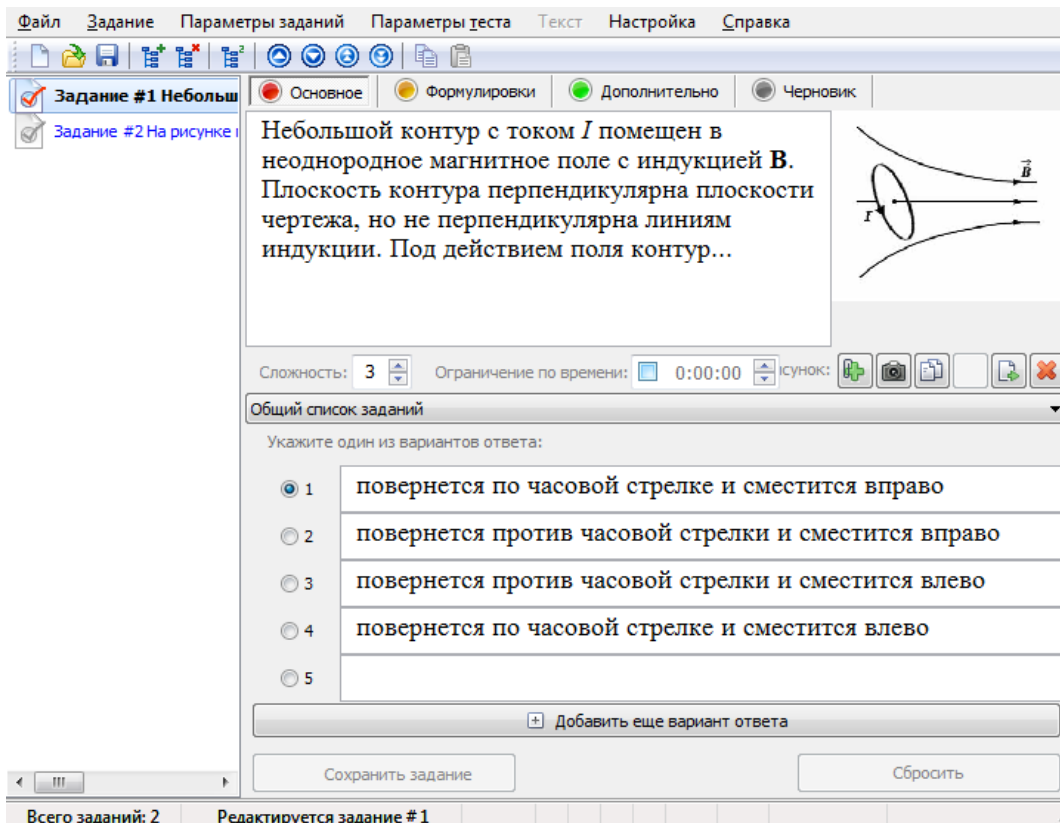 Файл Задание Параметры заданий Параметры теста Текст Настройка Справка
Задание #1 Небольш
Задание #2 На рисунке
Основное Формулировки Дополнительно Черновик
Небольшой контур с током I помещен в
неоднородное магнитное поле с индукцией B.
Плоскость контура перпендикулярна плоскости
чертежа, но не перпендикулярна линиям
индукции. Под действием поля контур...
B
I
Сложность: 3 Ограничение по времени: 0:00:00 исунок:
Общий список заданий
Укажите один из вариантов ответа:
1 повернется по часовой стрелке и сместится вправо
2 повернется против часовой стрелки и сместится вправо
3 повернется против часовой стрелки и сместится влево
4 повернется по часовой стрелке и сместится влево
5
Добавить еще вариант ответа
Сохранить задание Сбросить
Всего заданий: 2 Редактируется задание #1